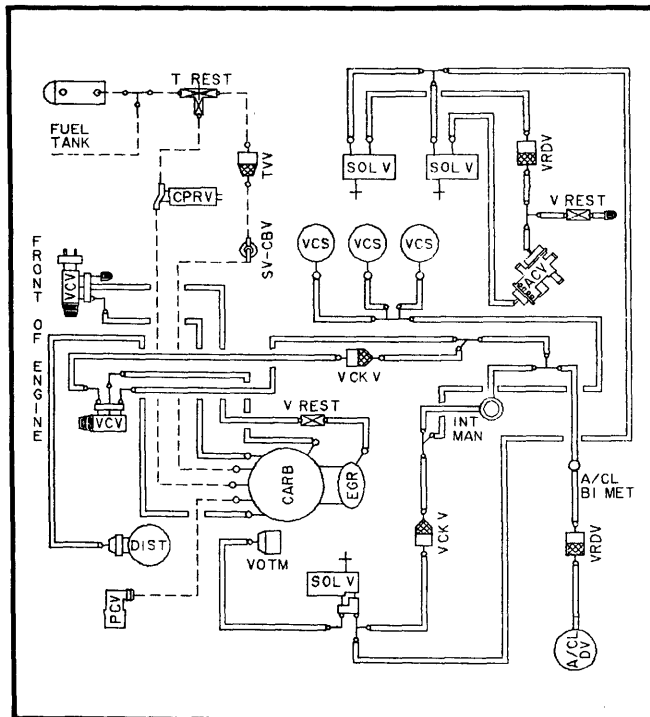 T REST
FUEL
TANK
TVV
CPRV
SV-CBV
SOL V
SOL V
VRDV
V REST
ACV
VCS
VCS
VCS
FRONT OF ENGINE
VCV
VCK V
VCV
V REST
INT
MAN
CARB
EGR
A/CL
BI MET
DIST
VOTM
VCK V
VRDV
SOL V
PCV
A/CL
DV